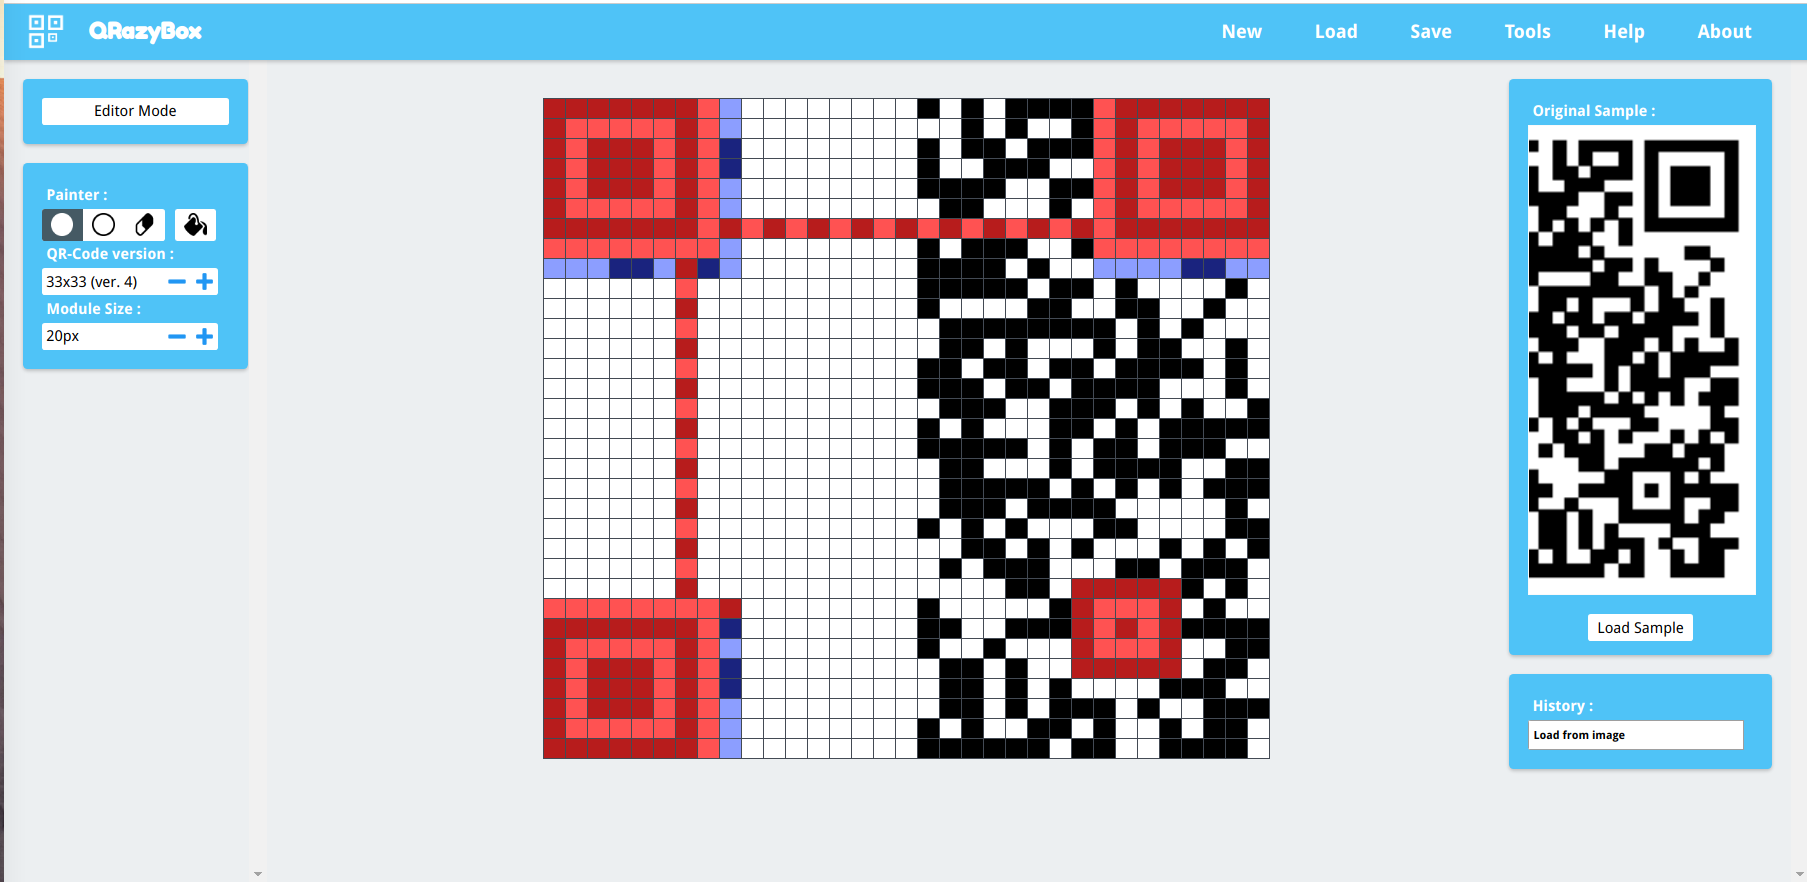 QRazyBox
New Load Save Tools Help About
Editor Mode
Painter :
QR-Code version :
33x33 (ver. 4)
Module Size :
20px
Original Sample :
Load Sample
History :
Load from image